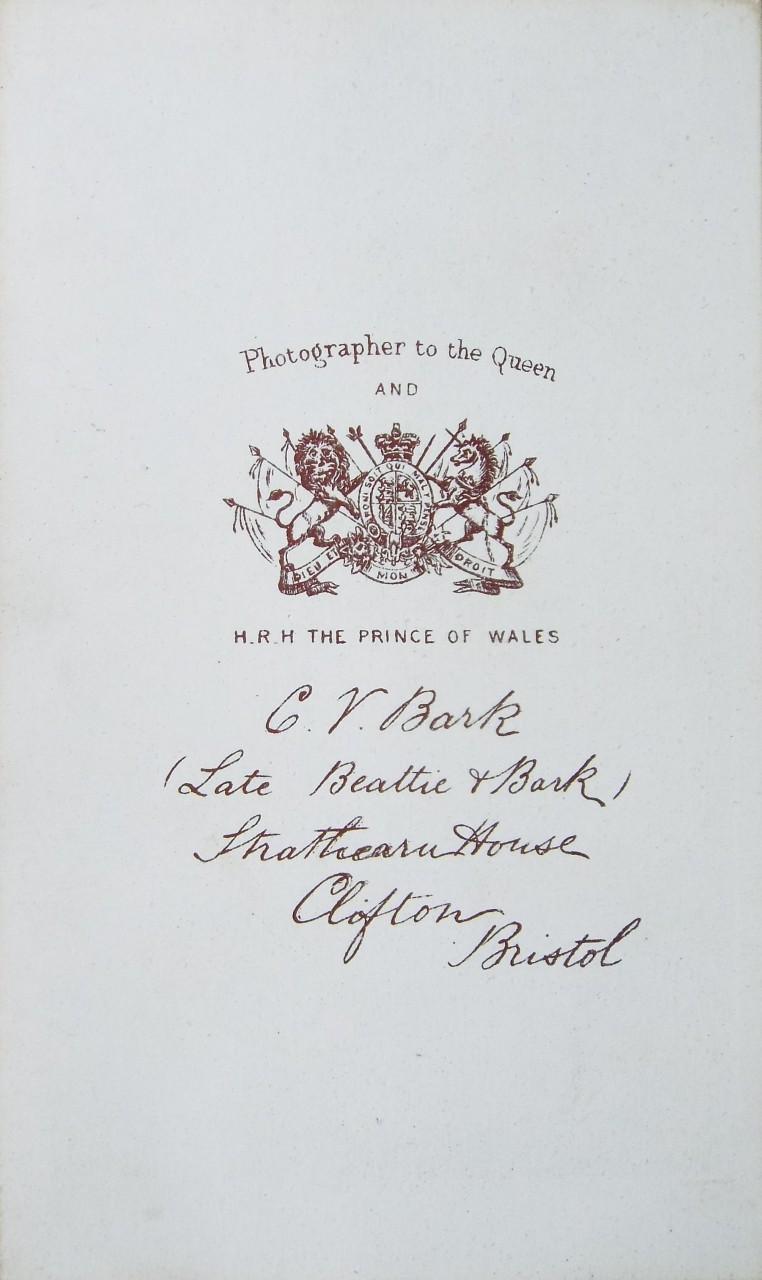 Photographer to the Queen
AND
HONI SOIT QUI MAL Y PENSE
DIEU ET
MON
DROIT
H.R.H THE PRINCE OF WALES
C. V. Bark
(Late Beattie & Bark)
Strathearn House
Clifton
Bristol